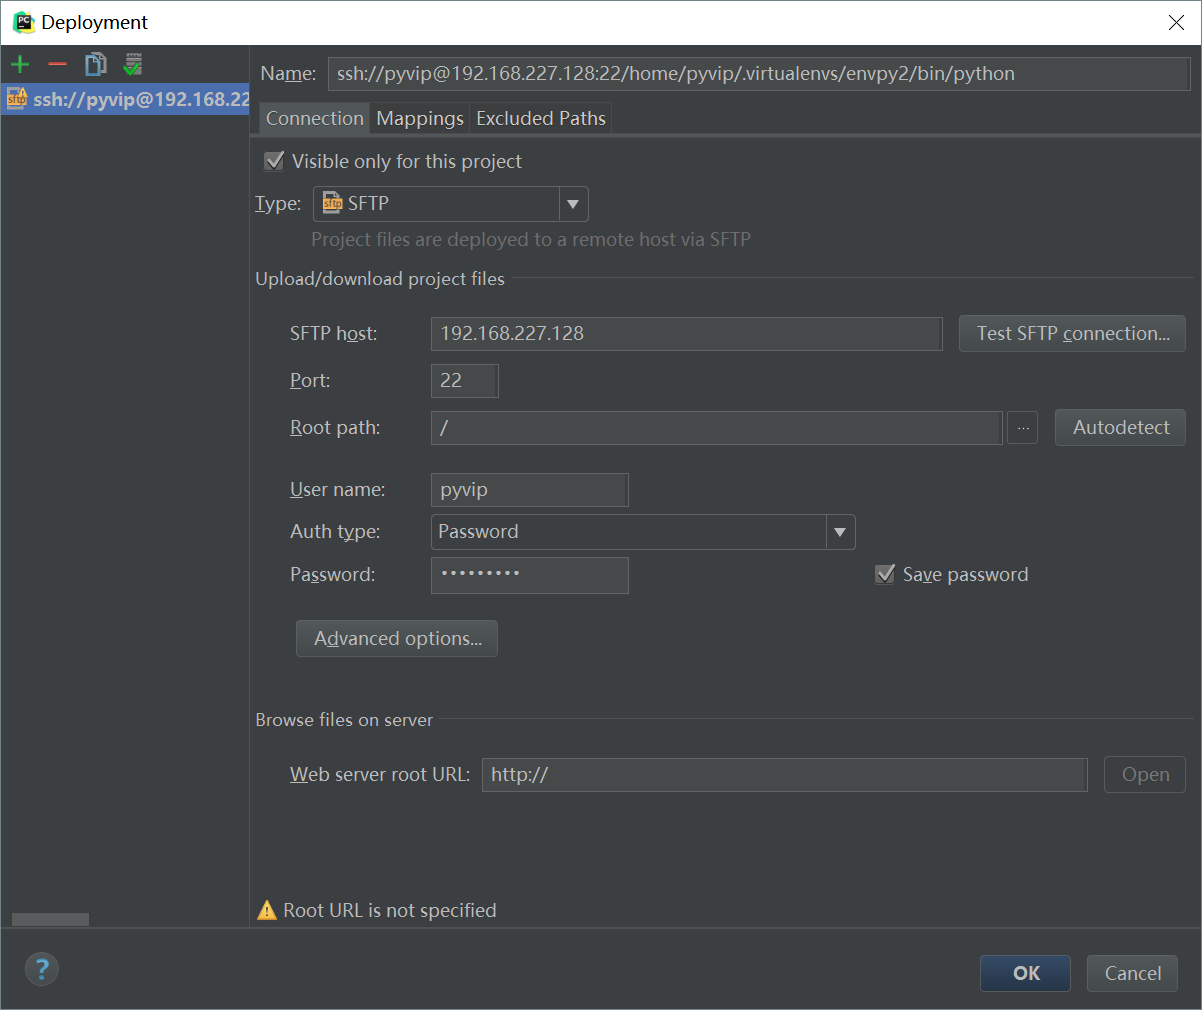 Deployment
Name: ssh://pyvip@192.168.227.128:22/home/pyvip/.virtualenvs/envpy2/bin/python
ssh://pyvip@192.168.22
Connection Mappings Excluded Paths
Visible only for this project
Type: SFTP
Project files are deployed to a remote host via SFTP
Upload/download project files
SFTP host: 192.168.227.128 Test SFTP connection...
Port: 22
Root path: / ... Autodetect
User name: pyvip
Auth type: Password
Password: ••••••••• Save password
Advanced options...
Browse files on server
Web server root URL: http:// Open
Root URL is not specified
? OK Cancel